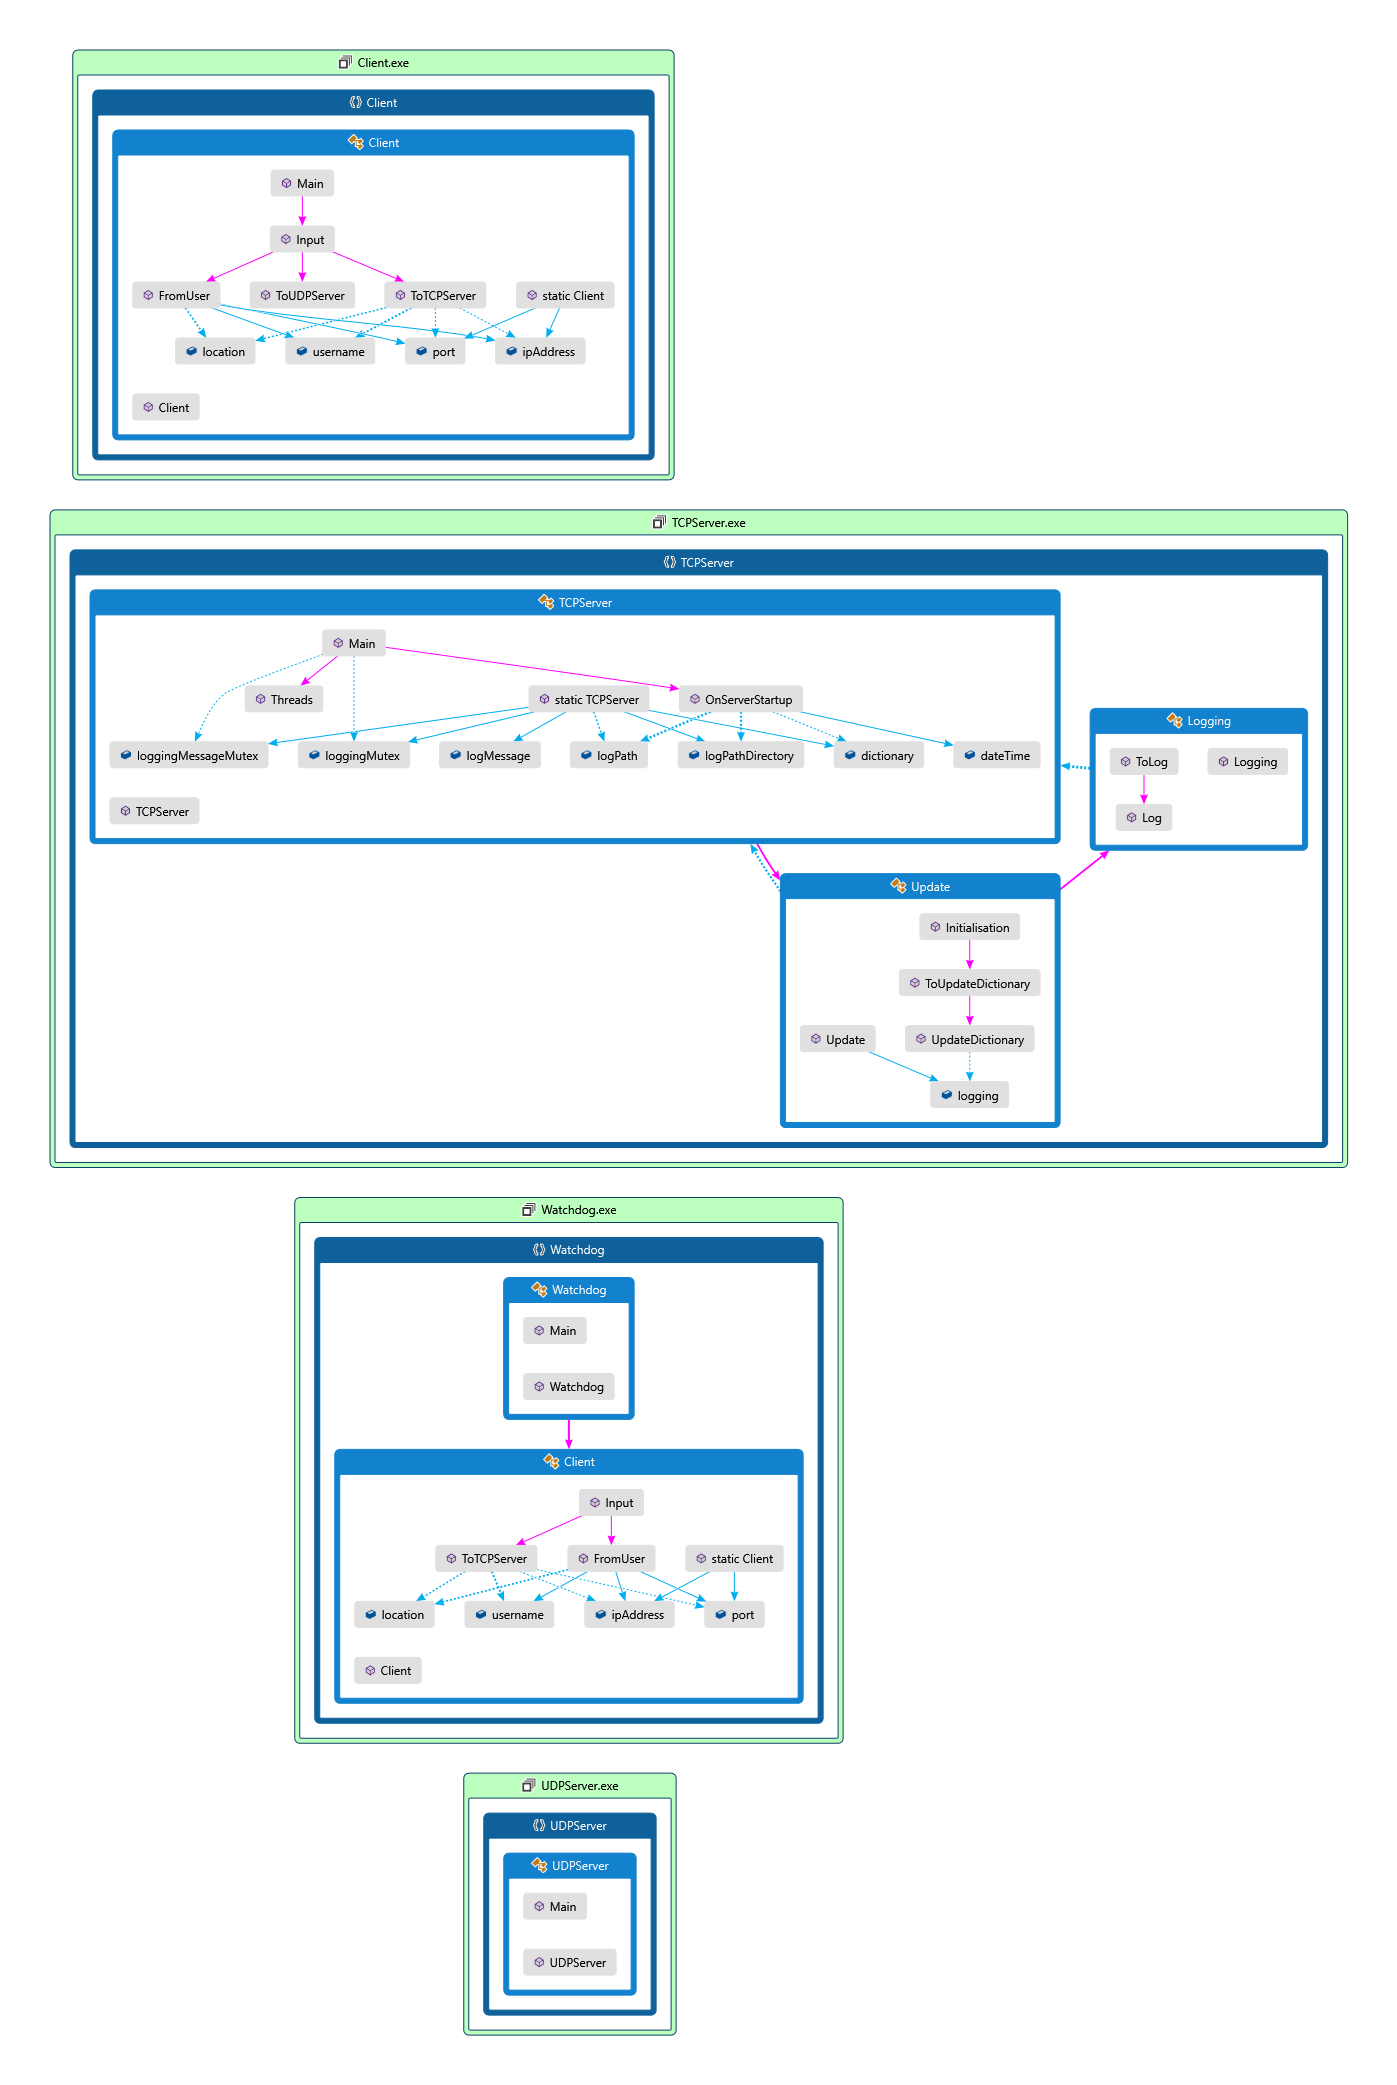 Client.exe
Client
Client
Main
Input
FromUser
ToUDPServer
ToTCPServer
static Client
location
username
port
ipAddress
Client
TCPServer.exe
TCPServer
TCPServer
Main
Threads
static TCPServer
OnServerStartup
loggingMessageMutex
loggingMutex
logMessage
logPath
logPathDirectory
dictionary
dateTime
TCPServer
Logging
ToLog
Logging
Log
Update
Initialisation
ToUpdateDictionary
Update
UpdateDictionary
logging
Watchdog.exe
Watchdog
Watchdog
Main
Watchdog
Client
Input
ToTCPServer
FromUser
static Client
location
username
ipAddress
port
Client
UDPServer.exe
UDPServer
UDPServer
Main
UDPServer